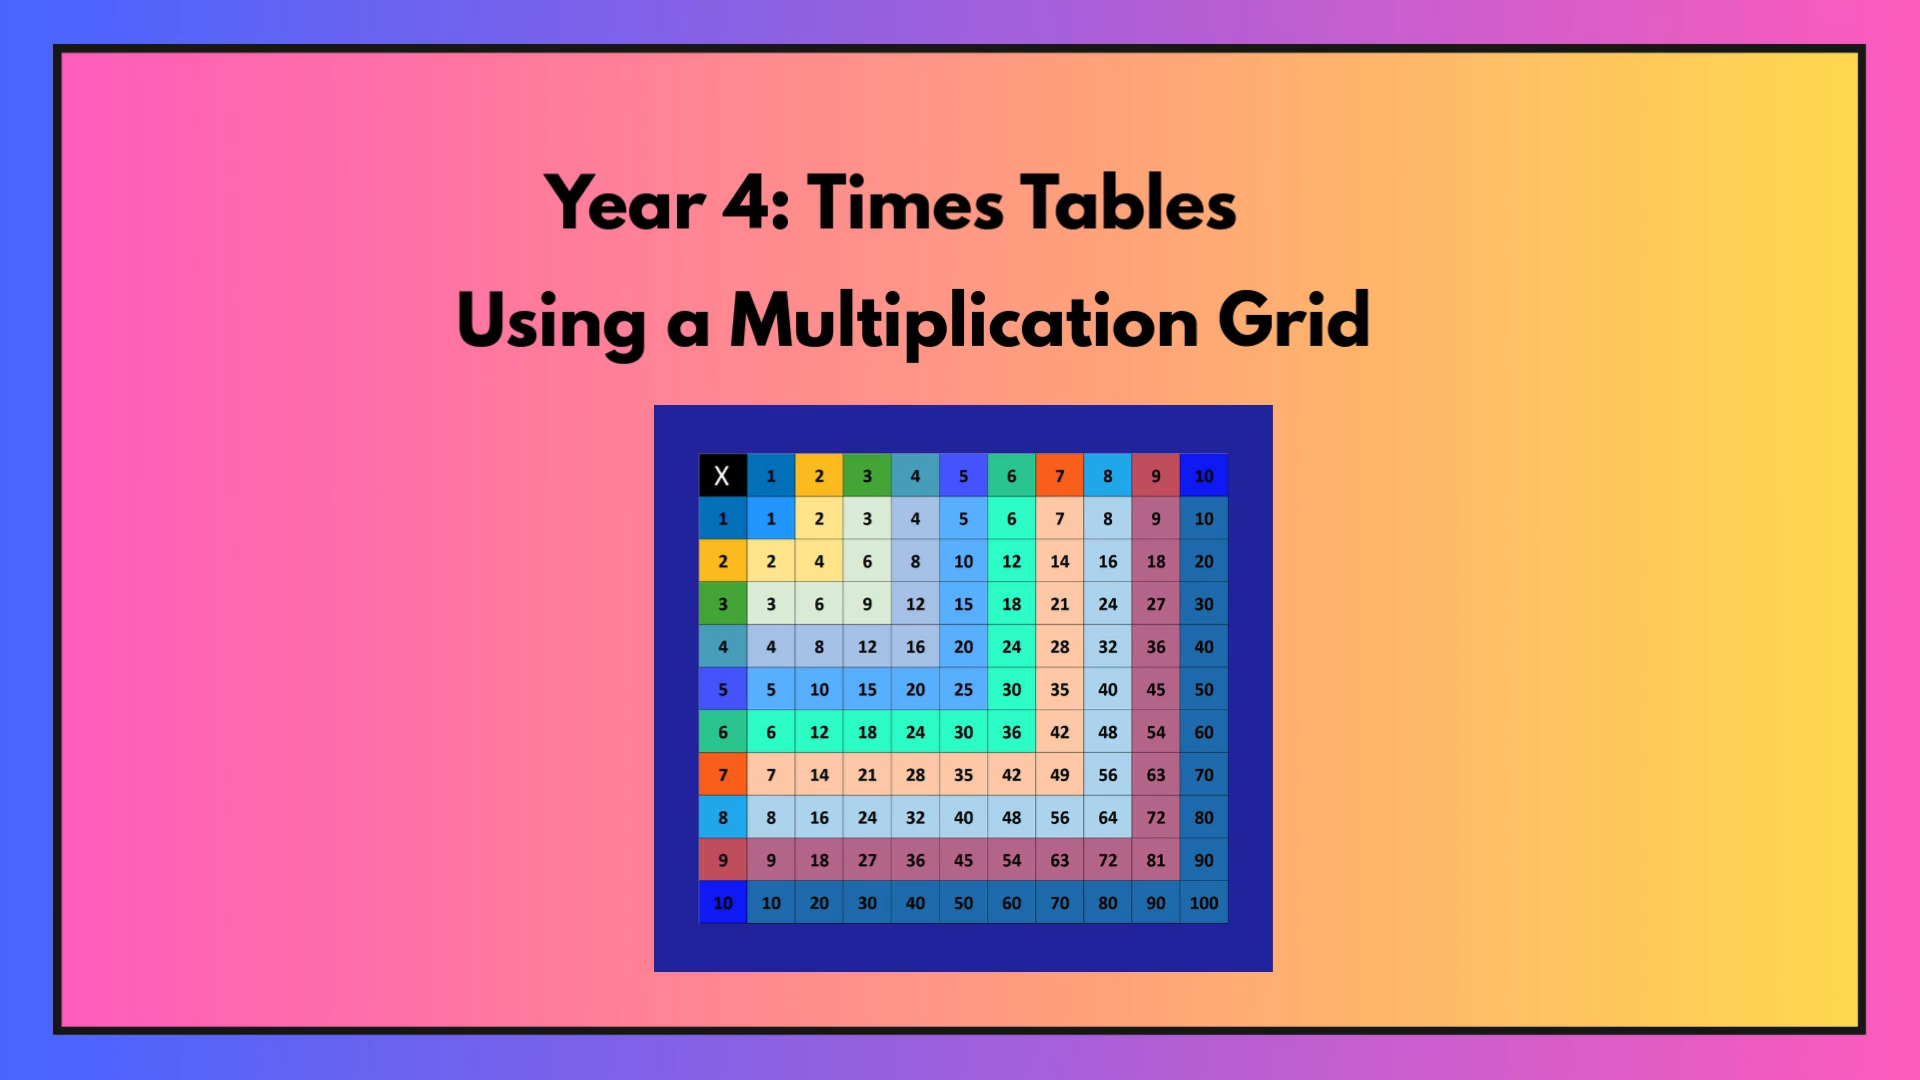 Year 4: Times Tables
Using a Multiplication Grid
X 1 2 3 4 5 6 7 8 9 10
1 1 2 3 4 5 6 7 8 9 10
2 2 4 6 8 10 12 14 16 18 20
3 3 6 9 12 15 18 21 24 27 30
4 4 8 12 16 20 24 28 32 36 40
5 5 10 15 20 25 30 35 40 45 50
6 6 12 18 24 30 36 42 48 54 60
7 7 14 21 28 35 42 49 56 63 70
8 8 16 24 32 40 48 56 64 72 80
9 9 18 27 36 45 54 63 72 81 90
10 10 20 30 40 50 60 70 80 90 100